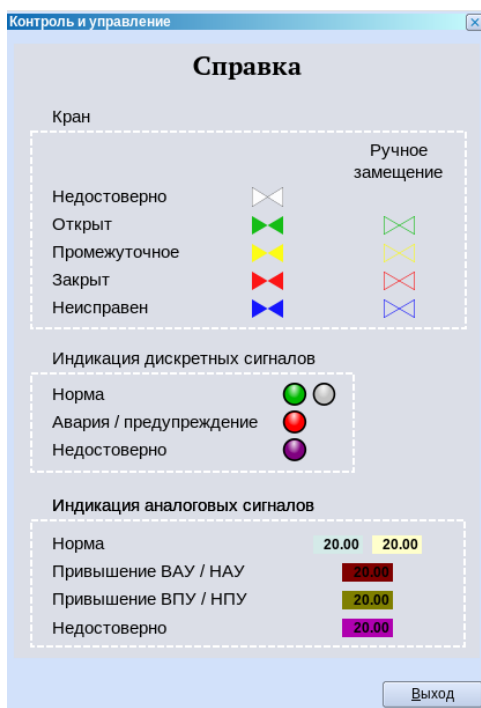 Контроль и управление
Справка
Кран
Ручное
замещение
Недостоверно
Открыт
Промежуточное
Закрыт
Неисправен
Индикация дискретных сигналов
Норма
Авария / предупреждение
Недостоверно
Индикация аналоговых сигналов
Норма 20.00 20.00
Привышение ВАУ / НАУ 20.00
Привышение ВПУ / НПУ 20.00
Недостоверно 20.00
Выход